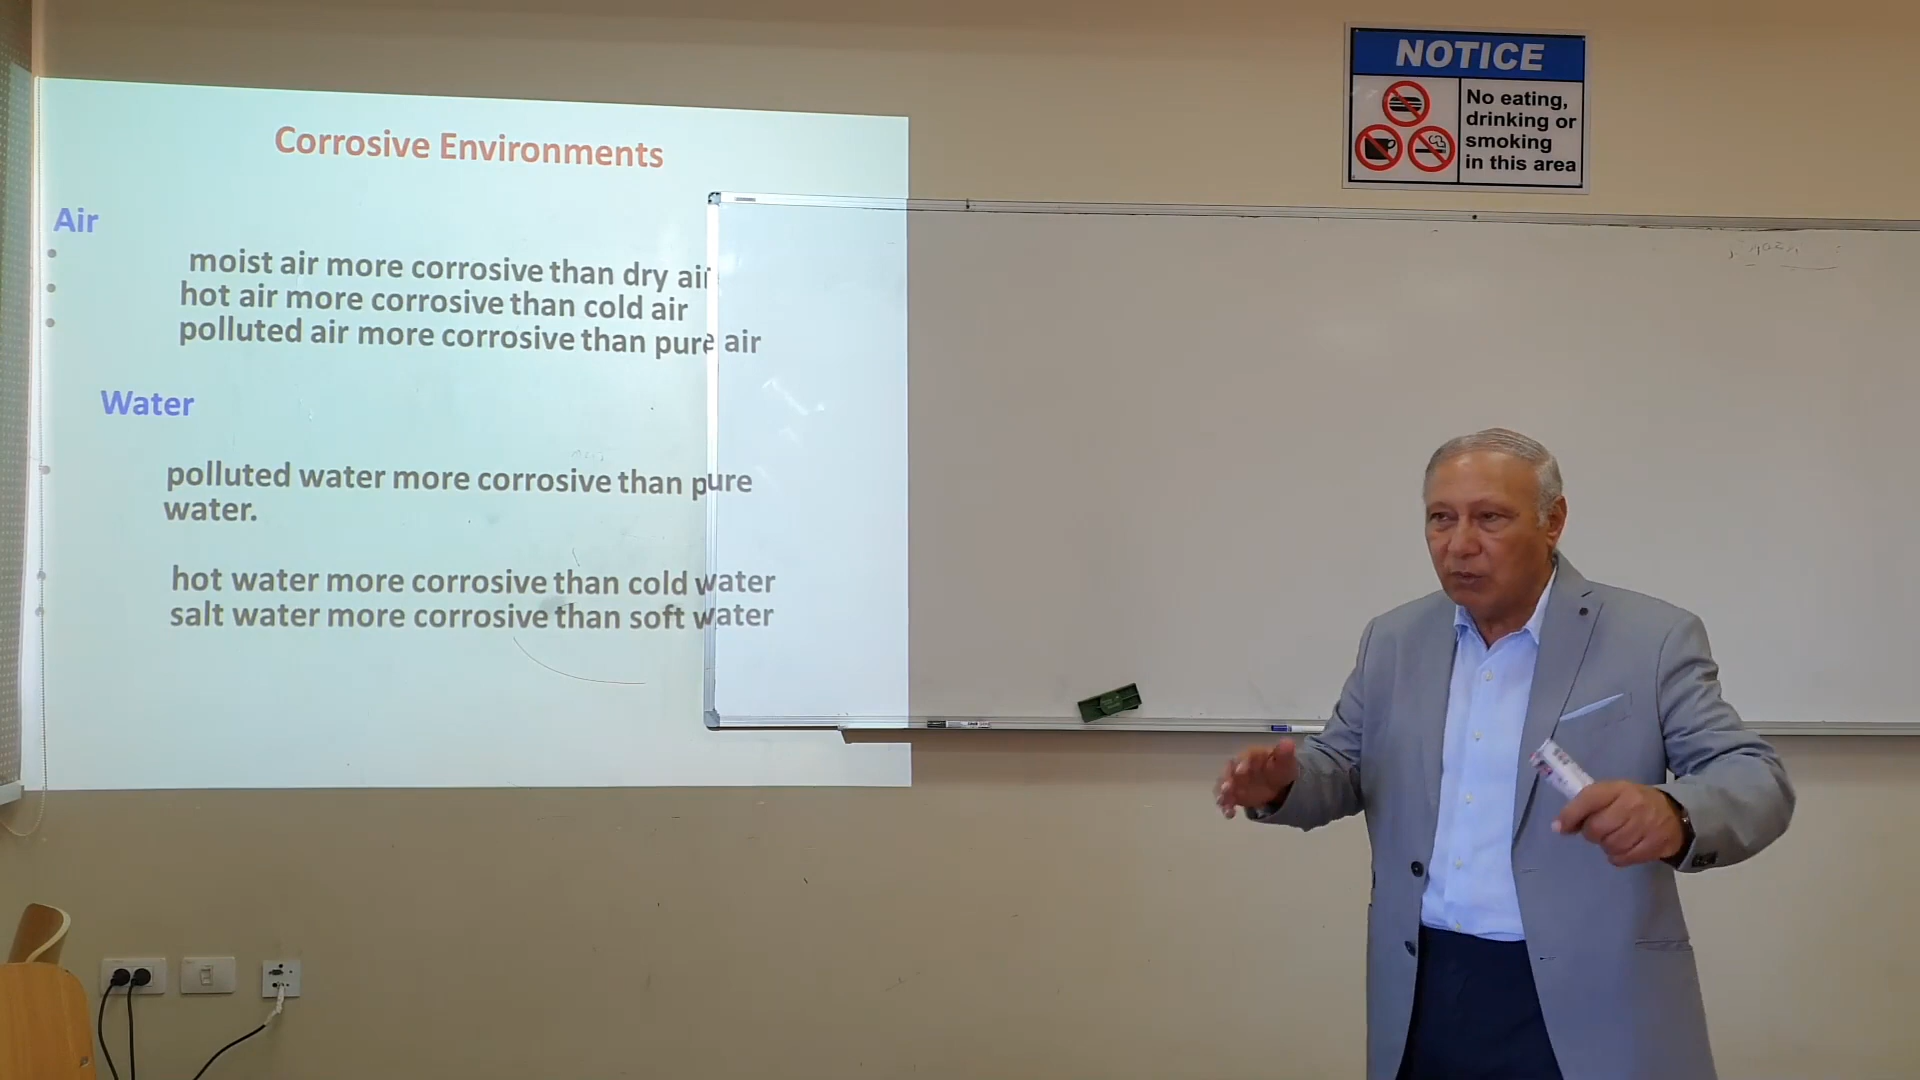 Corrosive Environments
Air
moist air more corrosive than dry air
hot air more corrosive than cold air
polluted air more corrosive than pure air
Water
polluted water more corrosive than pure
water.
hot water more corrosive than cold water
salt water more corrosive than soft water
NOTICE
No eating,
drinking or
smoking
in this area